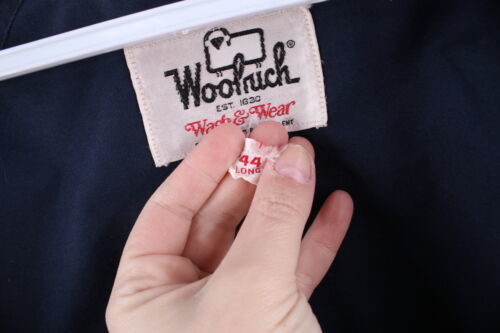 Woolrich®
EST. 1830
Wash & Wear
44
LONG